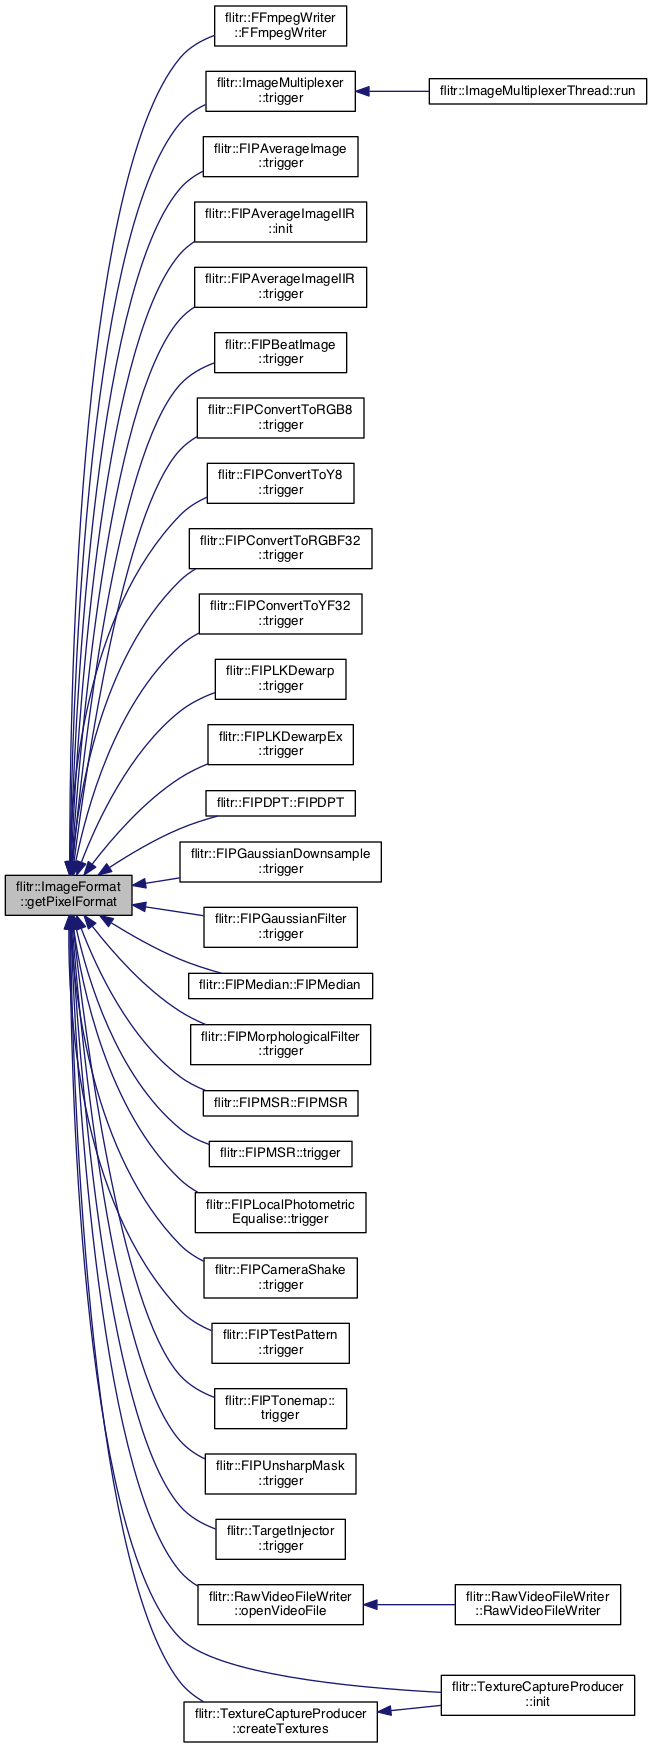 flitr::FFmpegWriter
::FFmpegWriter
flitr::ImageMultiplexer
::trigger
flitr::ImageMultiplexerThread::run
flitr::FIPAverageImage
::trigger
flitr::FIPAverageImageIIR
::init
flitr::FIPAverageImageIIR
::trigger
flitr::FIPBeatImage
::trigger
flitr::FIPConvertToRGB8
::trigger
flitr::FIPConvertToY8
::trigger
flitr::FIPConvertToRGBF32
::trigger
flitr::FIPConvertToYF32
::trigger
flitr::FIPLKDewarp
::trigger
flitr::FIPLKDewarpEx
::trigger
flitr::FIPDPT::FIPDPT
flitr::FIPGaussianDownsample
::trigger
flitr::ImageFormat
::getPixelFormat
flitr::FIPGaussianFilter
::trigger
flitr::FIPMedian::FIPMedian
flitr::FIPMorphologicalFilter
::trigger
flitr::FIPMSR::FIPMSR
flitr::FIPMSR::trigger
flitr::FIPLocalPhotometric
Equalise::trigger
flitr::FIPCameraShake
::trigger
flitr::FIPTestPattern
::trigger
flitr::FIPTonemap::
trigger
flitr::FIPUnsharpMask
::trigger
flitr::TargetInjector
::trigger
flitr::RawVideoFileWriter
::openVideoFile
flitr::RawVideoFileWriter
::RawVideoFileWriter
flitr::TextureCaptureProducer
::init
flitr::TextureCaptureProducer
::createTextures